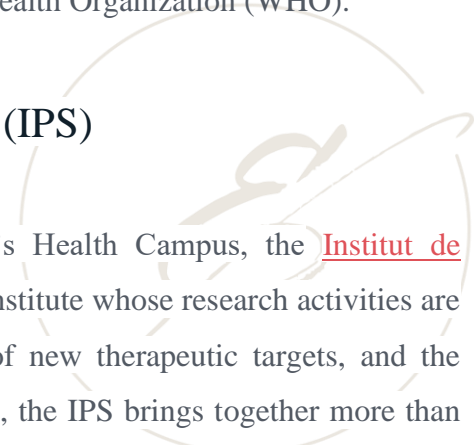 ealth Organization (WHO).
(IPS)
s Health Campus, the Institut de
nstitute whose research activities are
of new therapeutic targets, and the
, the IPS brings together more than